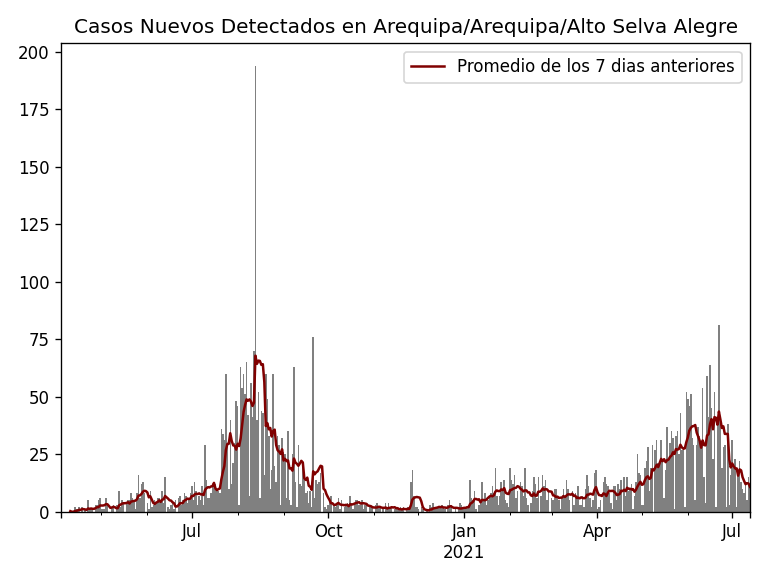 Casos Nuevos Detectados en Arequipa/Arequipa/Alto Selva Alegre
Promedio de los 7 dias anteriores
200
175
150
125
100
75
50
25
0
Jul
Oct
Jan
2021
Apr
Jul